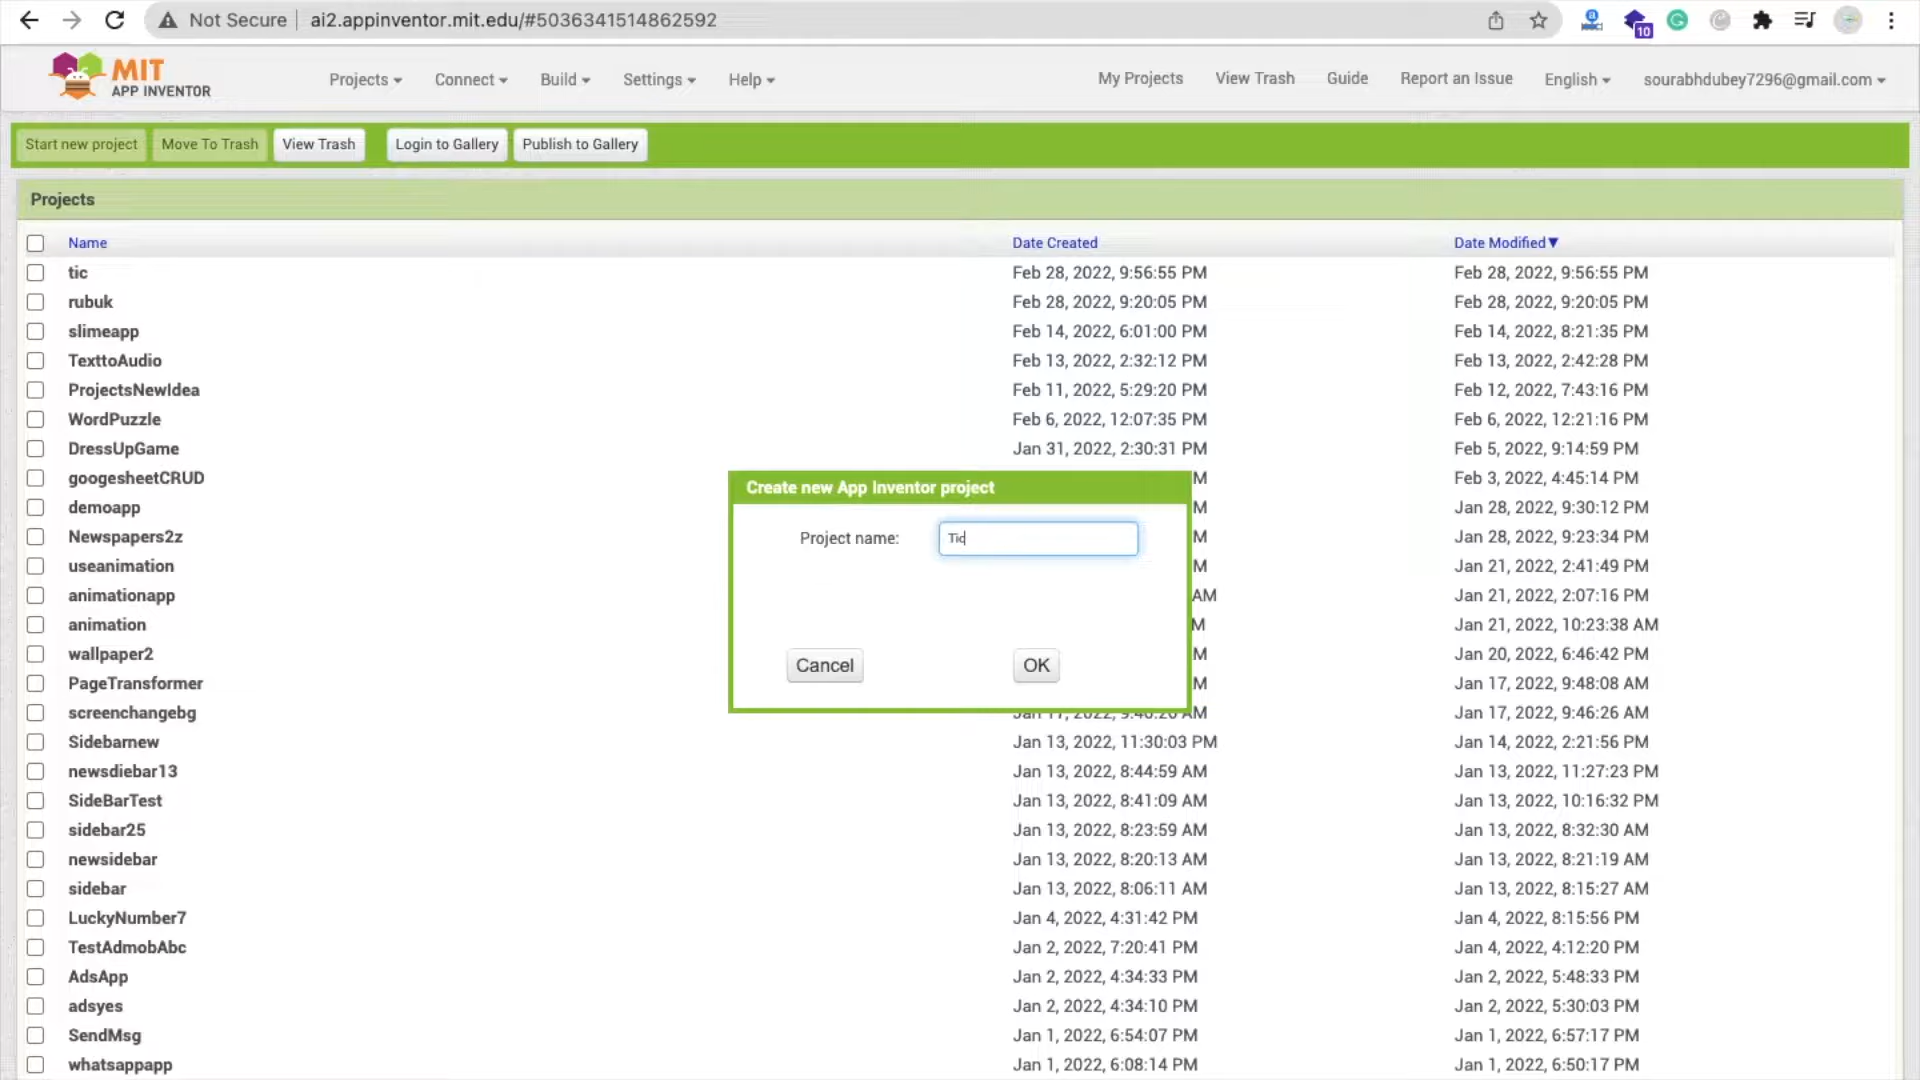 Not Secure ai2.appinventor.mit.edu/#5036341514862592
10
MIT
APP INVENTOR
Projects Connect Build Settings Help My Projects View Trash Guide Report an Issue English sourabhdubey7296@gmail.com
Start new project Move To Trash View Trash Login to Gallery Publish to Gallery
Projects
Name Date Created Date Modified▼
tic Feb 28, 2022, 9:56:55 PM Feb 28, 2022, 9:56:55 PM
rubuk Feb 28, 2022, 9:20:05 PM Feb 28, 2022, 9:20:05 PM
slimeapp Feb 14, 2022, 6:01:00 PM Feb 14, 2022, 8:21:35 PM
TexttoAudio Feb 13, 2022, 2:32:12 PM Feb 13, 2022, 2:42:28 PM
ProjectsNewIdea Feb 11, 2022, 5:29:20 PM Feb 12, 2022, 7:43:16 PM
WordPuzzle Feb 6, 2022, 12:07:35 PM Feb 6, 2022, 12:21:16 PM
DressUpGame Jan 31, 2022, 2:30:31 PM Feb 5, 2022, 9:14:59 PM
googesheetCRUD M Feb 3, 2022, 4:45:14 PM
demoapp M Jan 28, 2022, 9:30:12 PM
Newspapers2z M Jan 28, 2022, 9:23:34 PM
useanimation M Jan 21, 2022, 2:41:49 PM
animationapp AM Jan 21, 2022, 2:07:16 PM
animation M Jan 21, 2022, 10:23:38 AM
wallpaper2 M Jan 20, 2022, 6:46:42 PM
PageTransformer M Jan 17, 2022, 9:48:08 AM
screenchangebg Jan 17, 2022, 9:46:26 AM Jan 17, 2022, 9:46:26 AM
Sidebarnew Jan 13, 2022, 11:30:03 PM Jan 14, 2022, 2:21:56 PM
newsdiebar13 Jan 13, 2022, 8:44:59 AM Jan 13, 2022, 11:27:23 PM
SideBarTest Jan 13, 2022, 8:41:09 AM Jan 13, 2022, 10:16:32 PM
sidebar25 Jan 13, 2022, 8:23:59 AM Jan 13, 2022, 8:32:30 AM
newsidebar Jan 13, 2022, 8:20:13 AM Jan 13, 2022, 8:21:19 AM
sidebar Jan 13, 2022, 8:06:11 AM Jan 13, 2022, 8:15:27 AM
LuckyNumber7 Jan 4, 2022, 4:31:42 PM Jan 4, 2022, 8:15:56 PM
TestAdmobAbc Jan 2, 2022, 7:20:41 PM Jan 4, 2022, 4:12:20 PM
AdsApp Jan 2, 2022, 4:34:33 PM Jan 2, 2022, 5:48:33 PM
adsyes Jan 2, 2022, 4:34:10 PM Jan 2, 2022, 5:30:03 PM
SendMsg Jan 1, 2022, 6:54:07 PM Jan 1, 2022, 6:57:17 PM
whatsappapp Jan 1, 2022, 6:08:14 PM Jan 1, 2022, 6:50:17 PM
Create new App Inventor project
Project name: Tic
Cancel OK